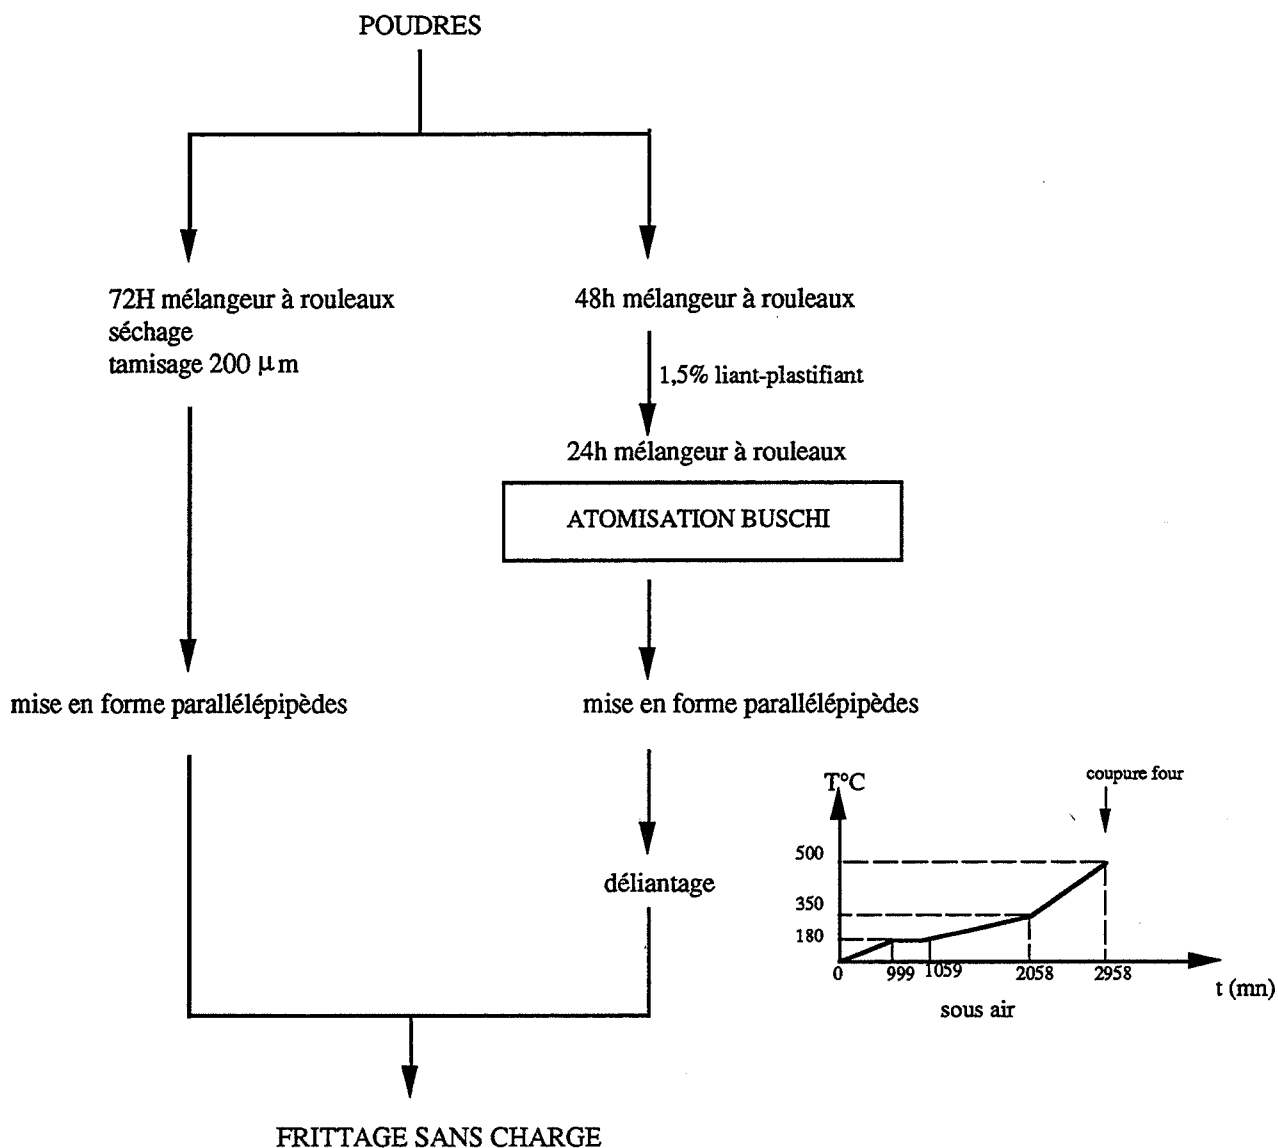 POUDRES
72H mélangeur à rouleaux
séchage
tamisage 200 µm
48h mélangeur à rouleaux
1,5% liant-plastifiant
24h mélangeur à rouleaux
ATOMISATION BUSCHI
mise en forme parallélépipèdes
mise en forme parallélépipèdes
déliantage
T°C
coupure four
500
350
180
0 999 1059 2058 2958
t (mn)
sous air
FRITTAGE SANS CHARGE